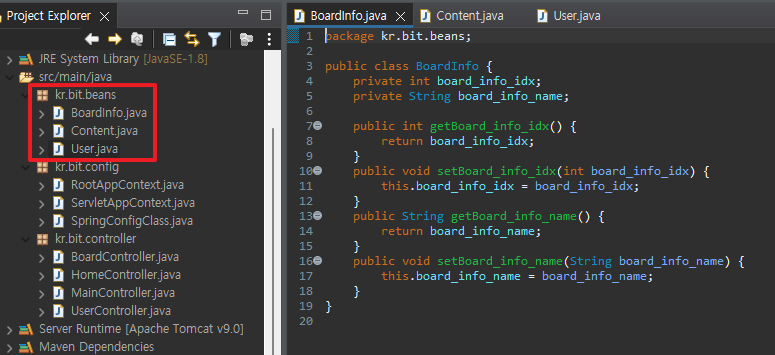 Project Explorer
JRE System Library [JavaSE-1.8]
src/main/java
kr.bit.beans
BoardInfo.java
Content.java
User.java
kr.bit.config
RootAppContext.java
ServletAppContext.java
SpringConfigClass.java
kr.bit.controller
BoardController.java
HomeController.java
MainController.java
UserController.java
Server Runtime [Apache Tomcat v9.0]
Maven Dependencies
BoardInfo.java Content.java User.java
1 package kr.bit.beans;
2
3 public class BoardInfo {
4 private int board_info_idx;
5 private String board_info_name;
6
7 public int getBoard_info_idx() {
8 return board_info_idx;
9 }
10 public void setBoard_info_idx(int board_info_idx) {
11 this.board_info_idx = board_info_idx;
12 }
13 public String getBoard_info_name() {
14 return board_info_name;
15 }
16 public void setBoard_info_name(String board_info_name) {
17 this.board_info_name = board_info_name;
18 }
19 }
20